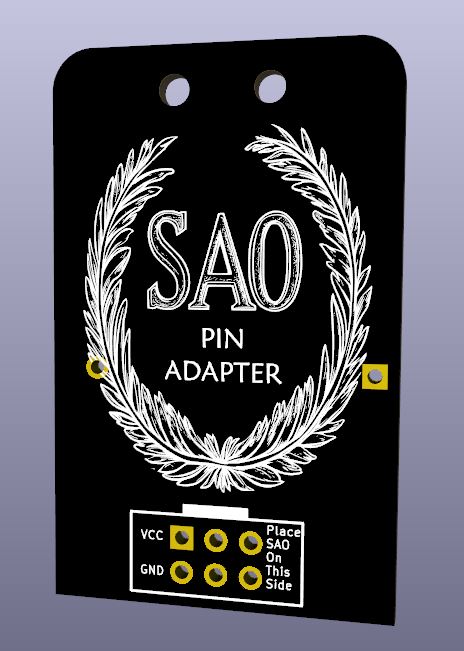 SAO
PIN
ADAPTER
VCC
GND
Place
SAO
On
This
Side